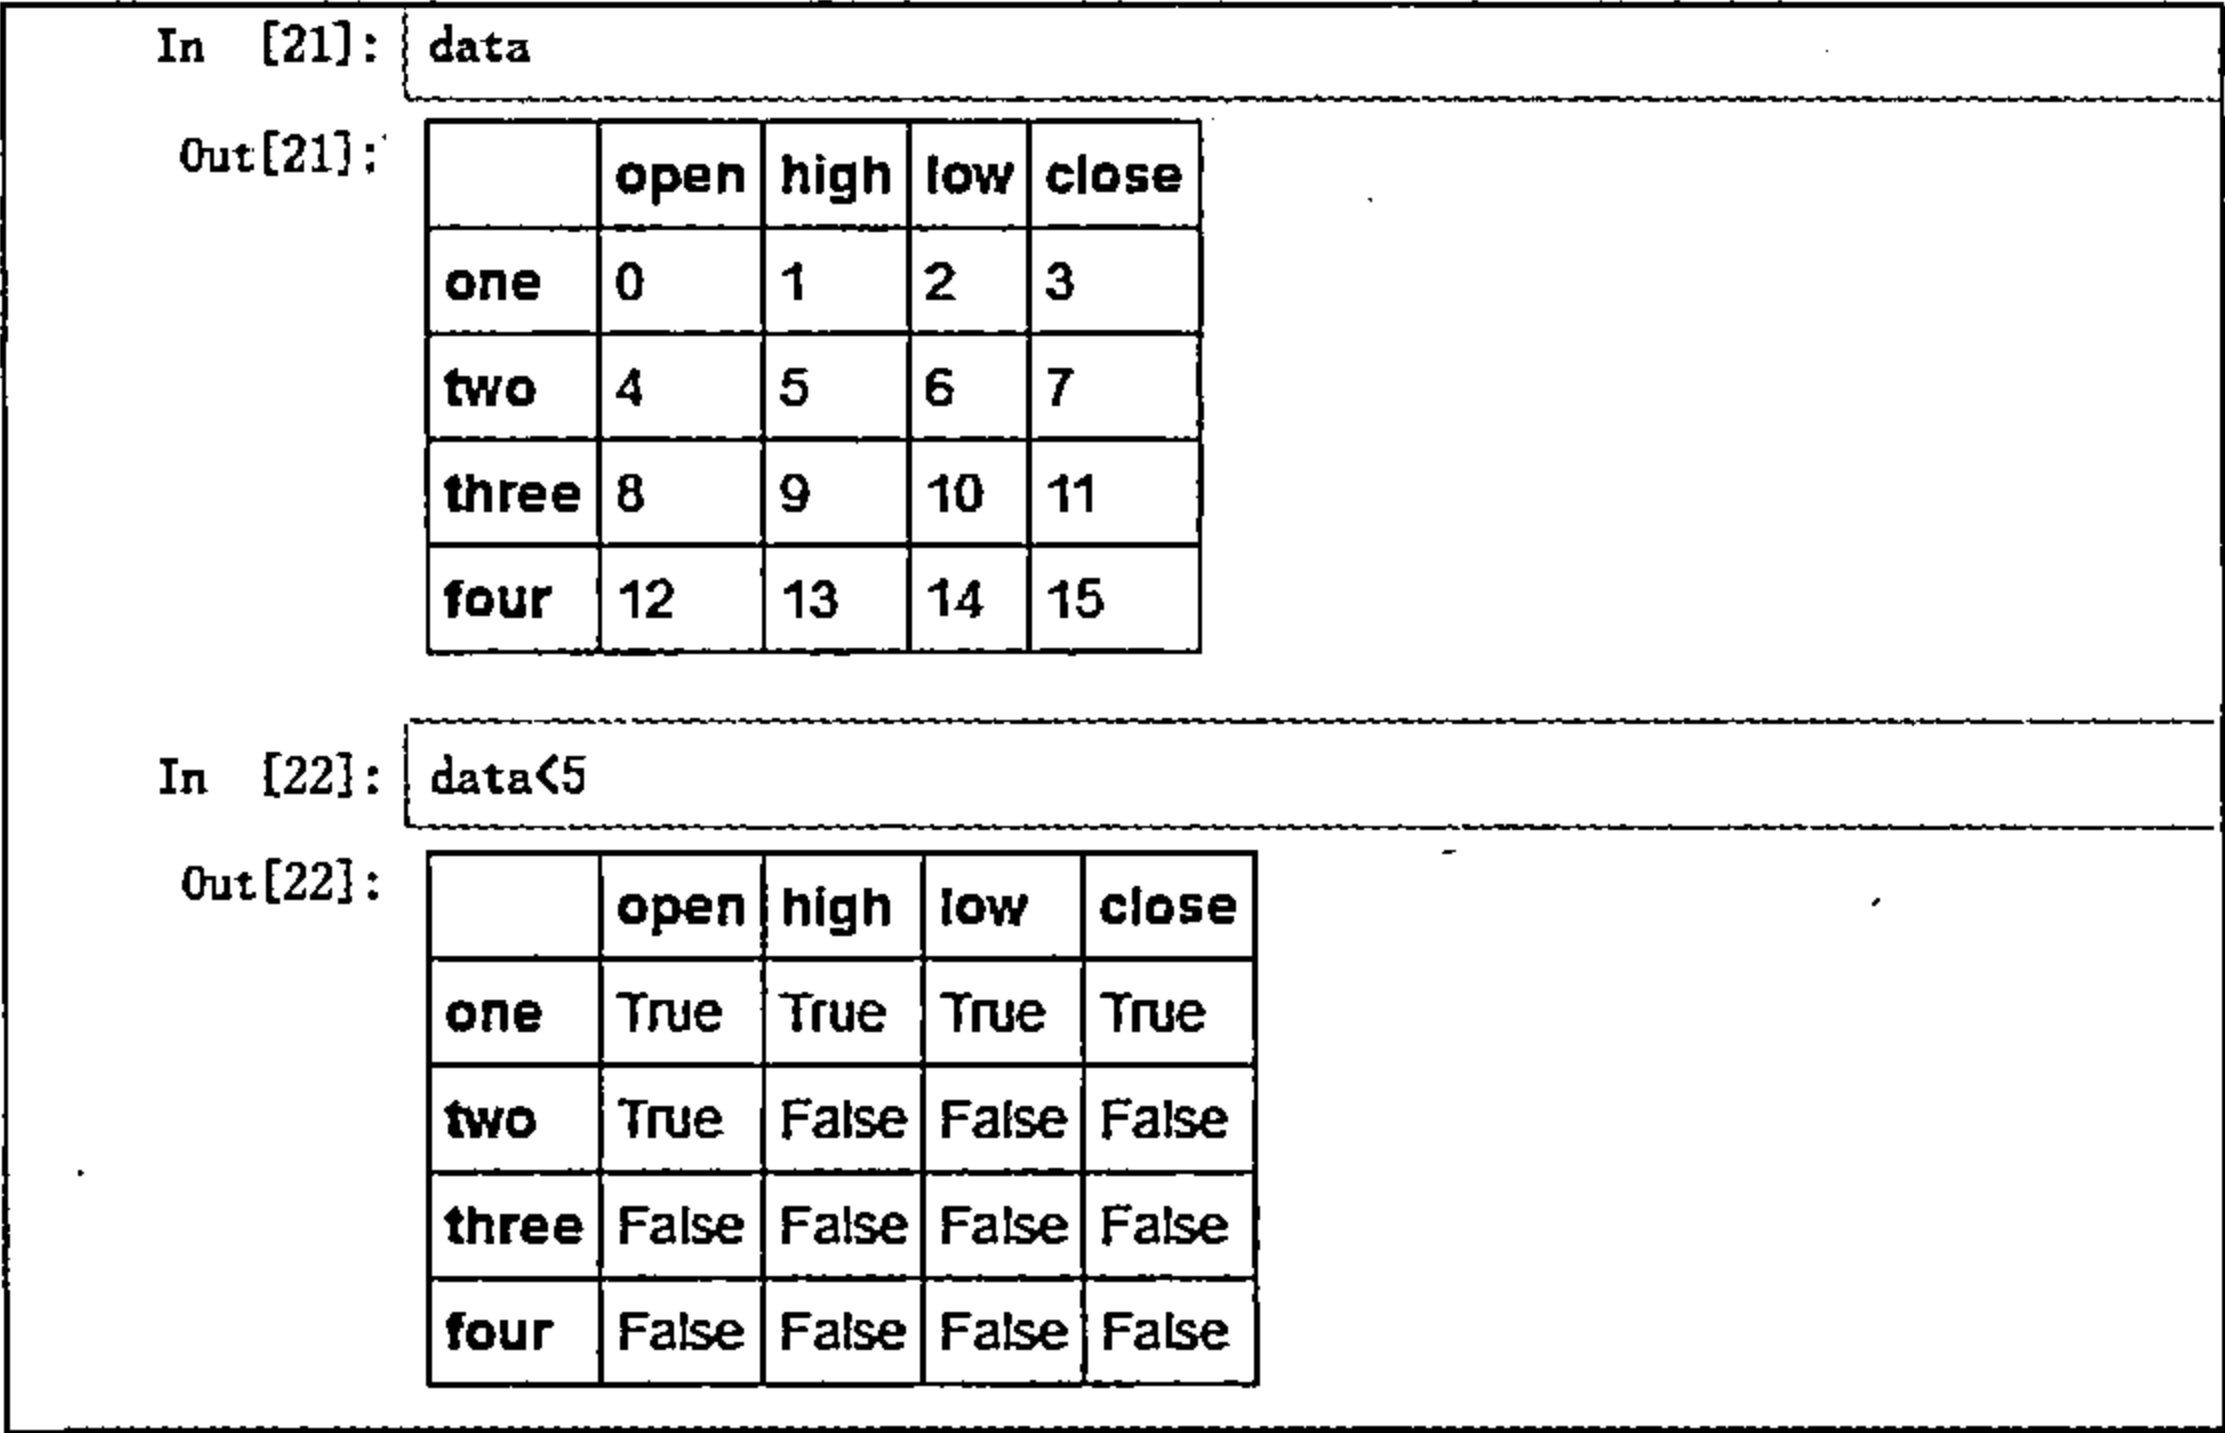 In [21]: data
Out[21]:
open high low close
one 0 1 2 3
two 4 5 6 7
three 8 9 10 11
four 12 13 14 15
In [22]: data<5
Out[22]:
open high low close
one True True True True
two True False False False
three False False False False
four False False False False